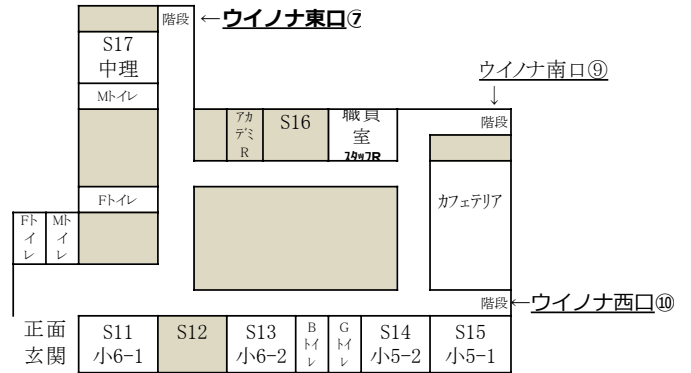 階段 ←ウイノナ東口⑦
S17
中理
Mトイレ
ウイノナ南口⑨
↓
アカデミR
S16
職員室
スタッフR
階段
カフェテリア
Fトイレ
Fトイレ
Mトイレ
階段 ←ウイノナ西口⑩
正面
玄関
S11
小6-1
S12
S13
小6-2
Bトイレ
Gトイレ
S14
小5-2
S15
小5-1